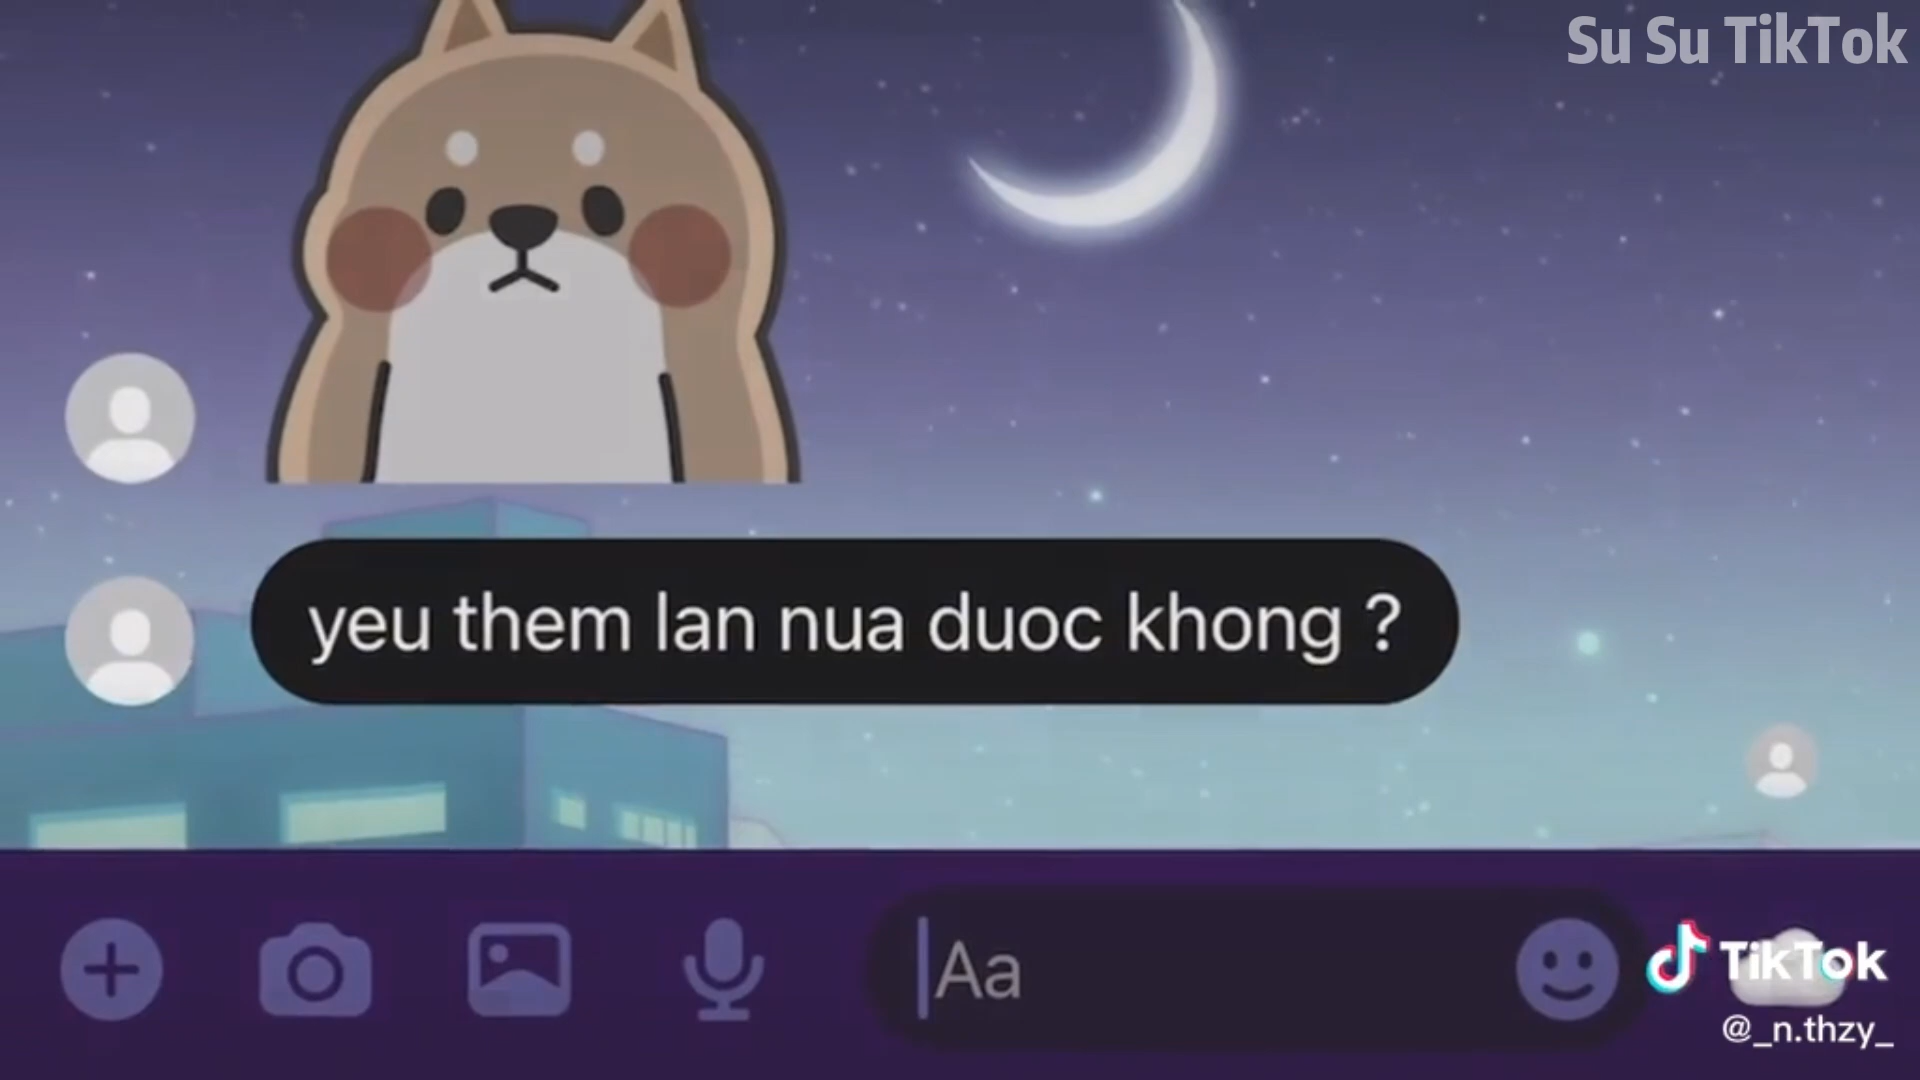 Su Su TikTok
yeu them lan nua duoc khong ?
Aa
TikTok
@_n.thzy_